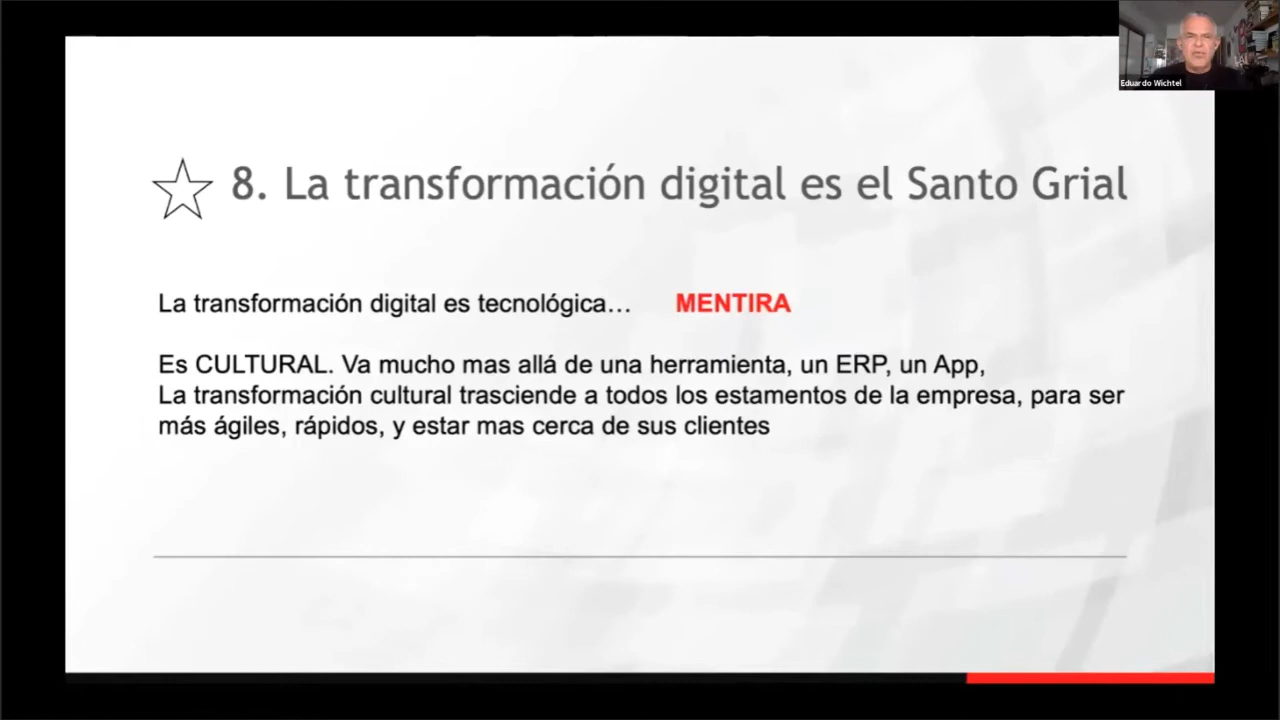 Eduardo Wichtel
8. La transformación digital es el Santo Grial
La transformación digital es tecnológica... MENTIRA
Es CULTURAL. Va mucho mas allá de una herramienta, un ERP, un App,
La transformación cultural trasciende a todos los estamentos de la empresa, para ser
más ágiles, rápidos, y estar mas cerca de sus clientes